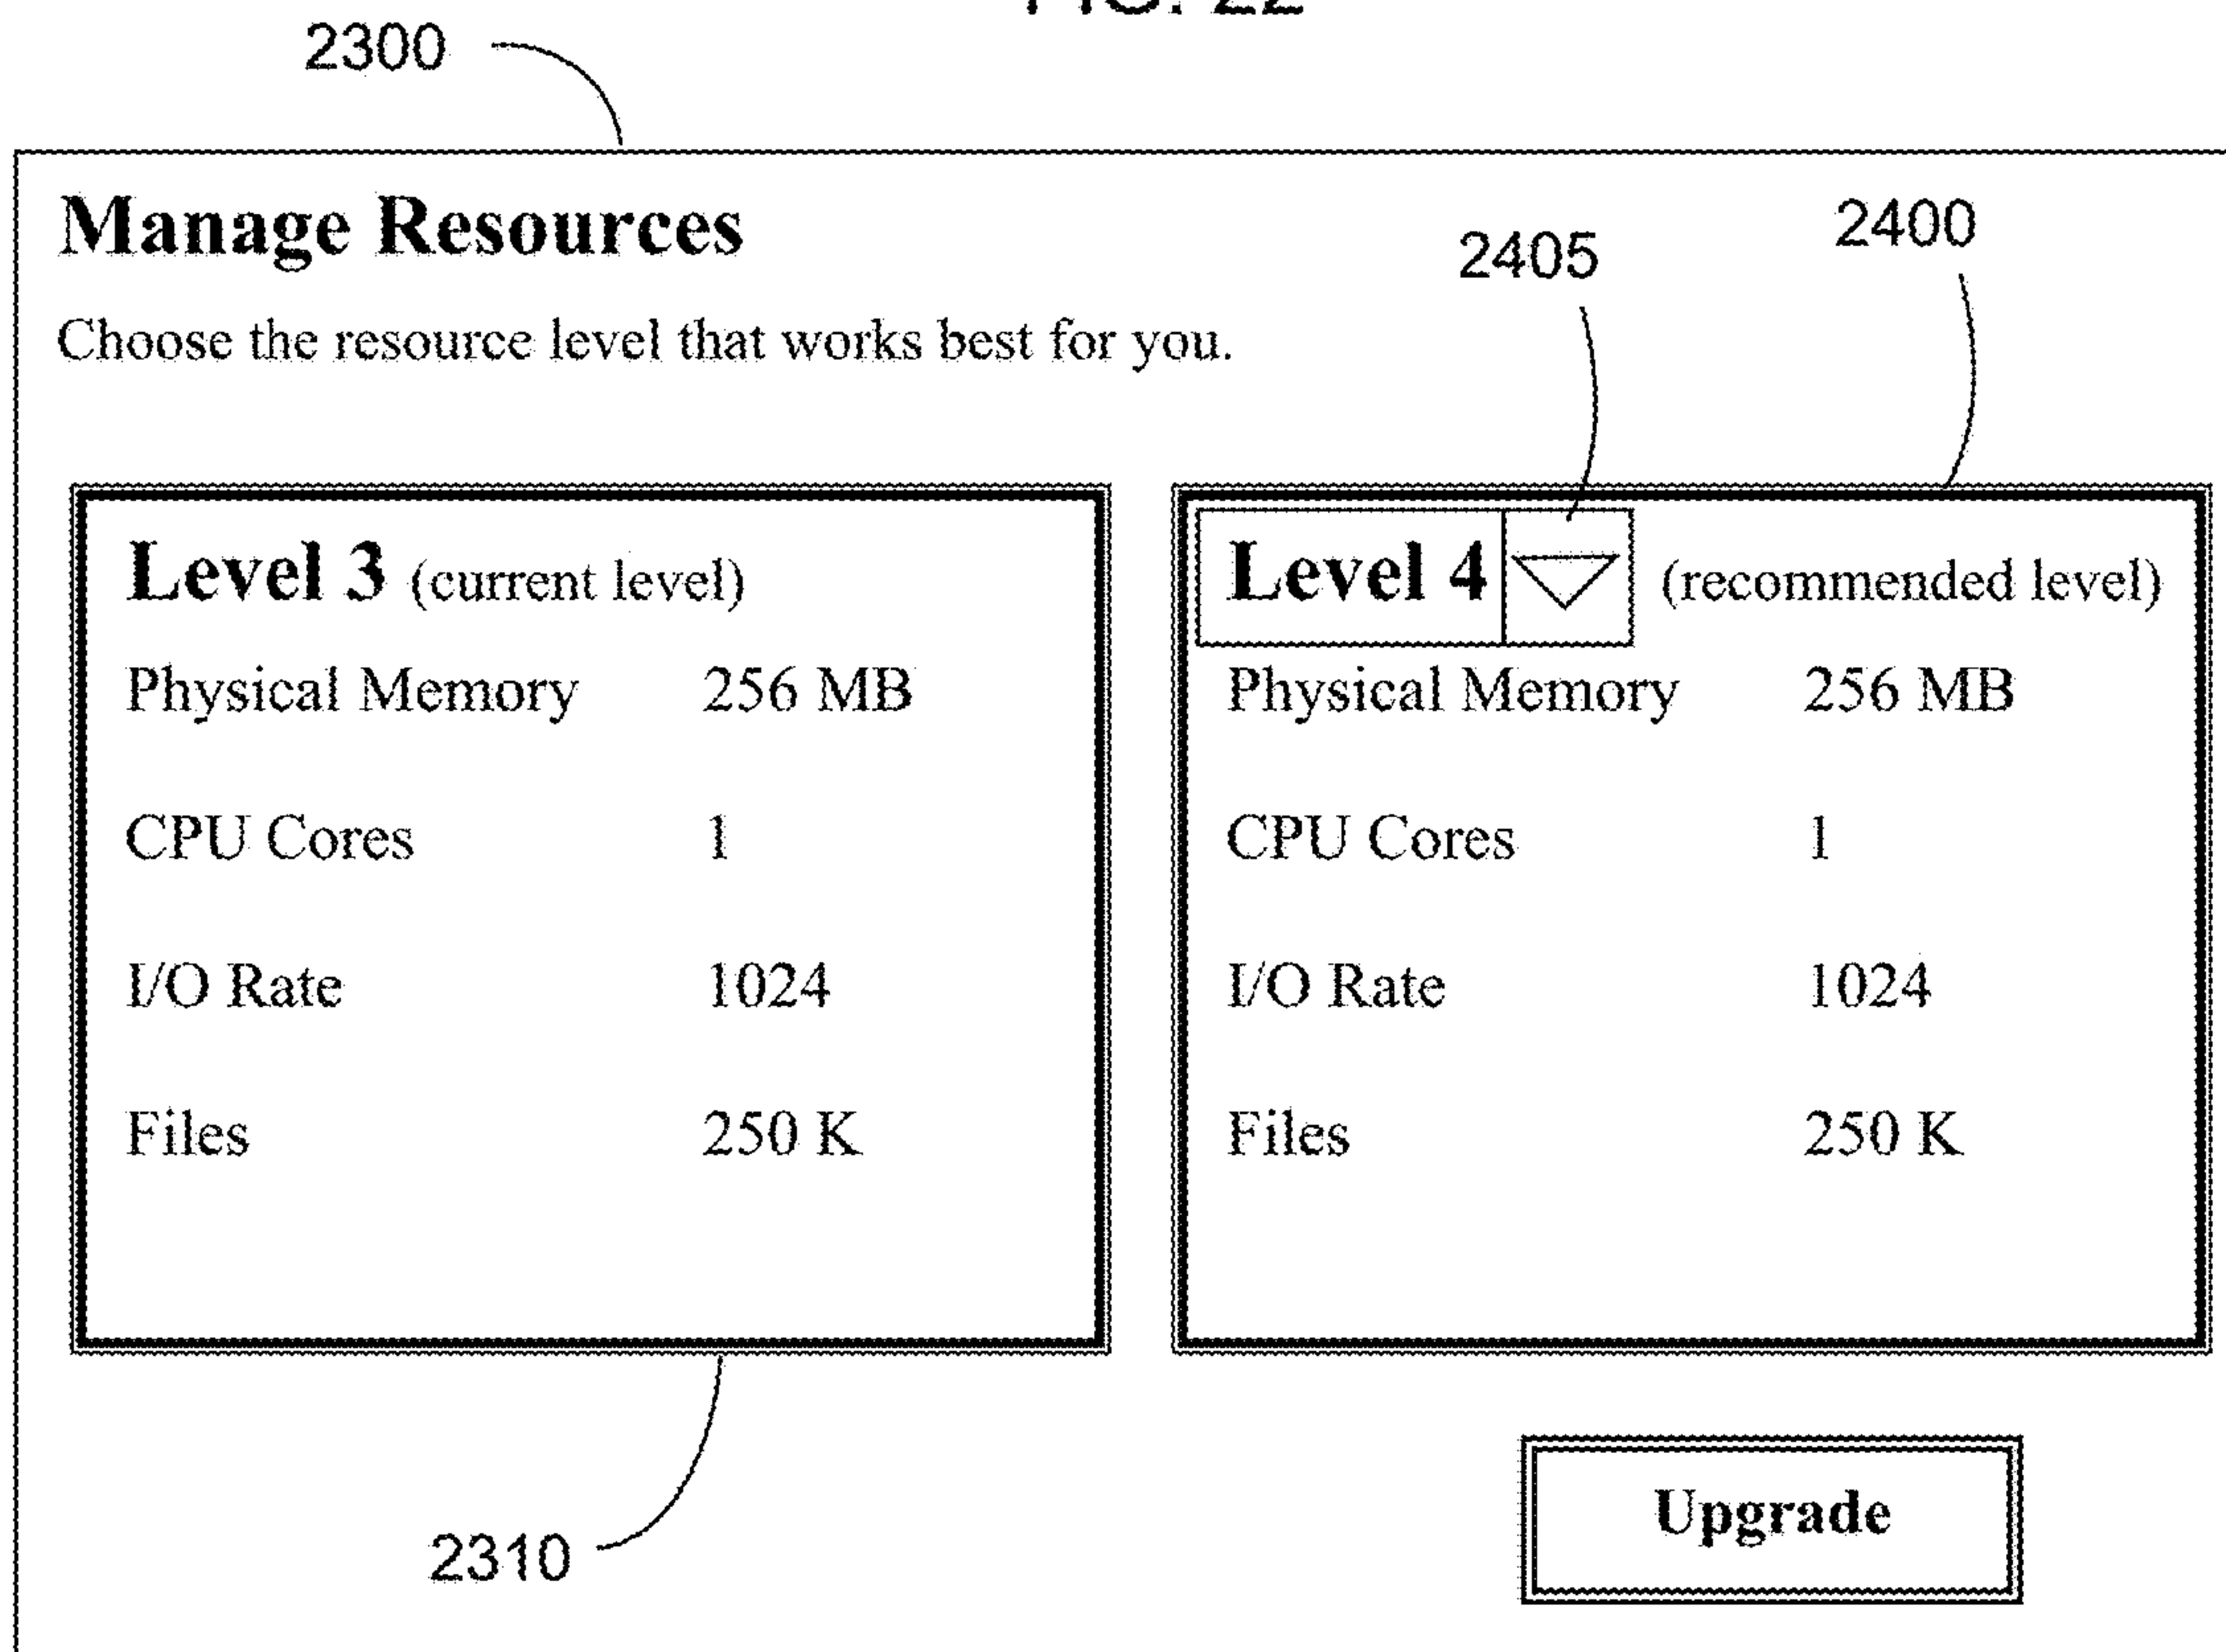 FIG. 22
2300
Manage Resources
2405
2400
Choose the resource level that works best for you.
Level 3 (current level)
Physical Memory 256 MB
CPU Cores 1
I/O Rate 1024
Files 250 K
Level 4 (recommended level)
Physical Memory 256 MB
CPU Cores 1
I/O Rate 1024
Files 250 K
2310
Upgrade